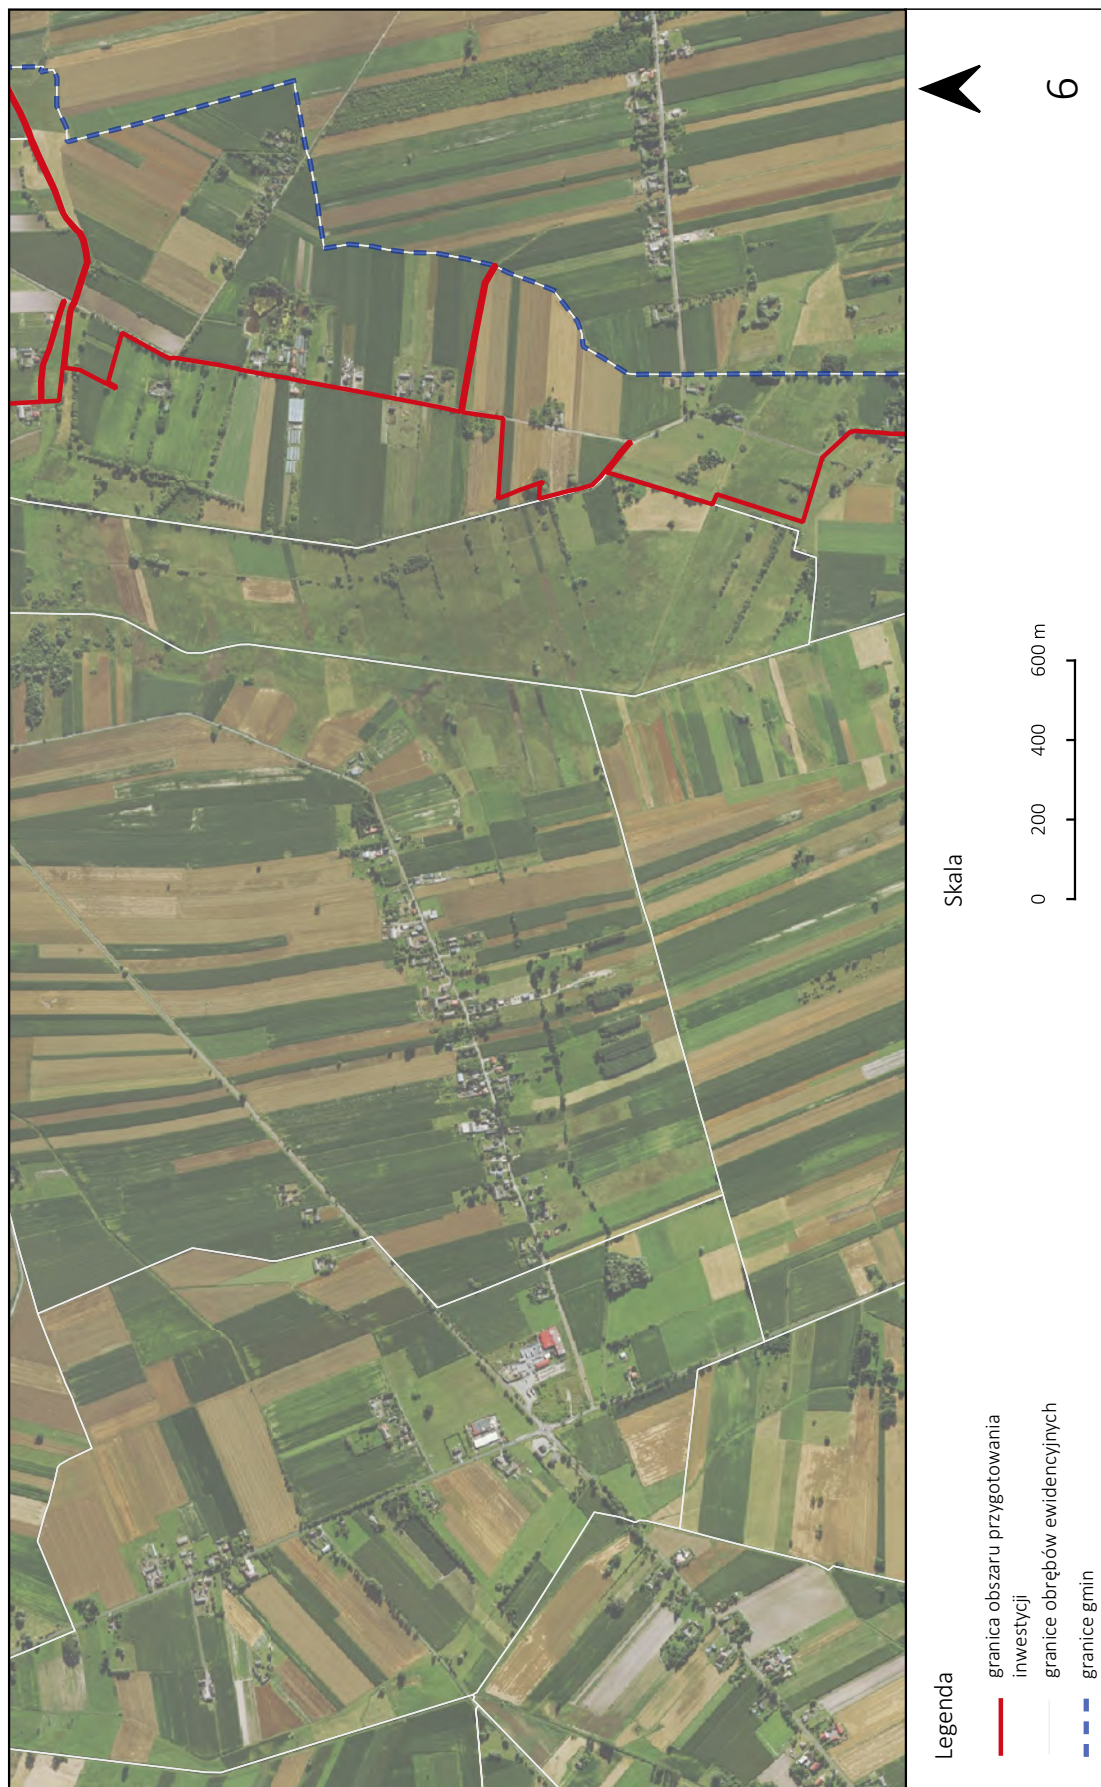 6
Skala
0 200 400 600 m
Legenda
granica obszaru przygotowania
inwestycji
granice obrębów ewidencyjnych
granice gmin